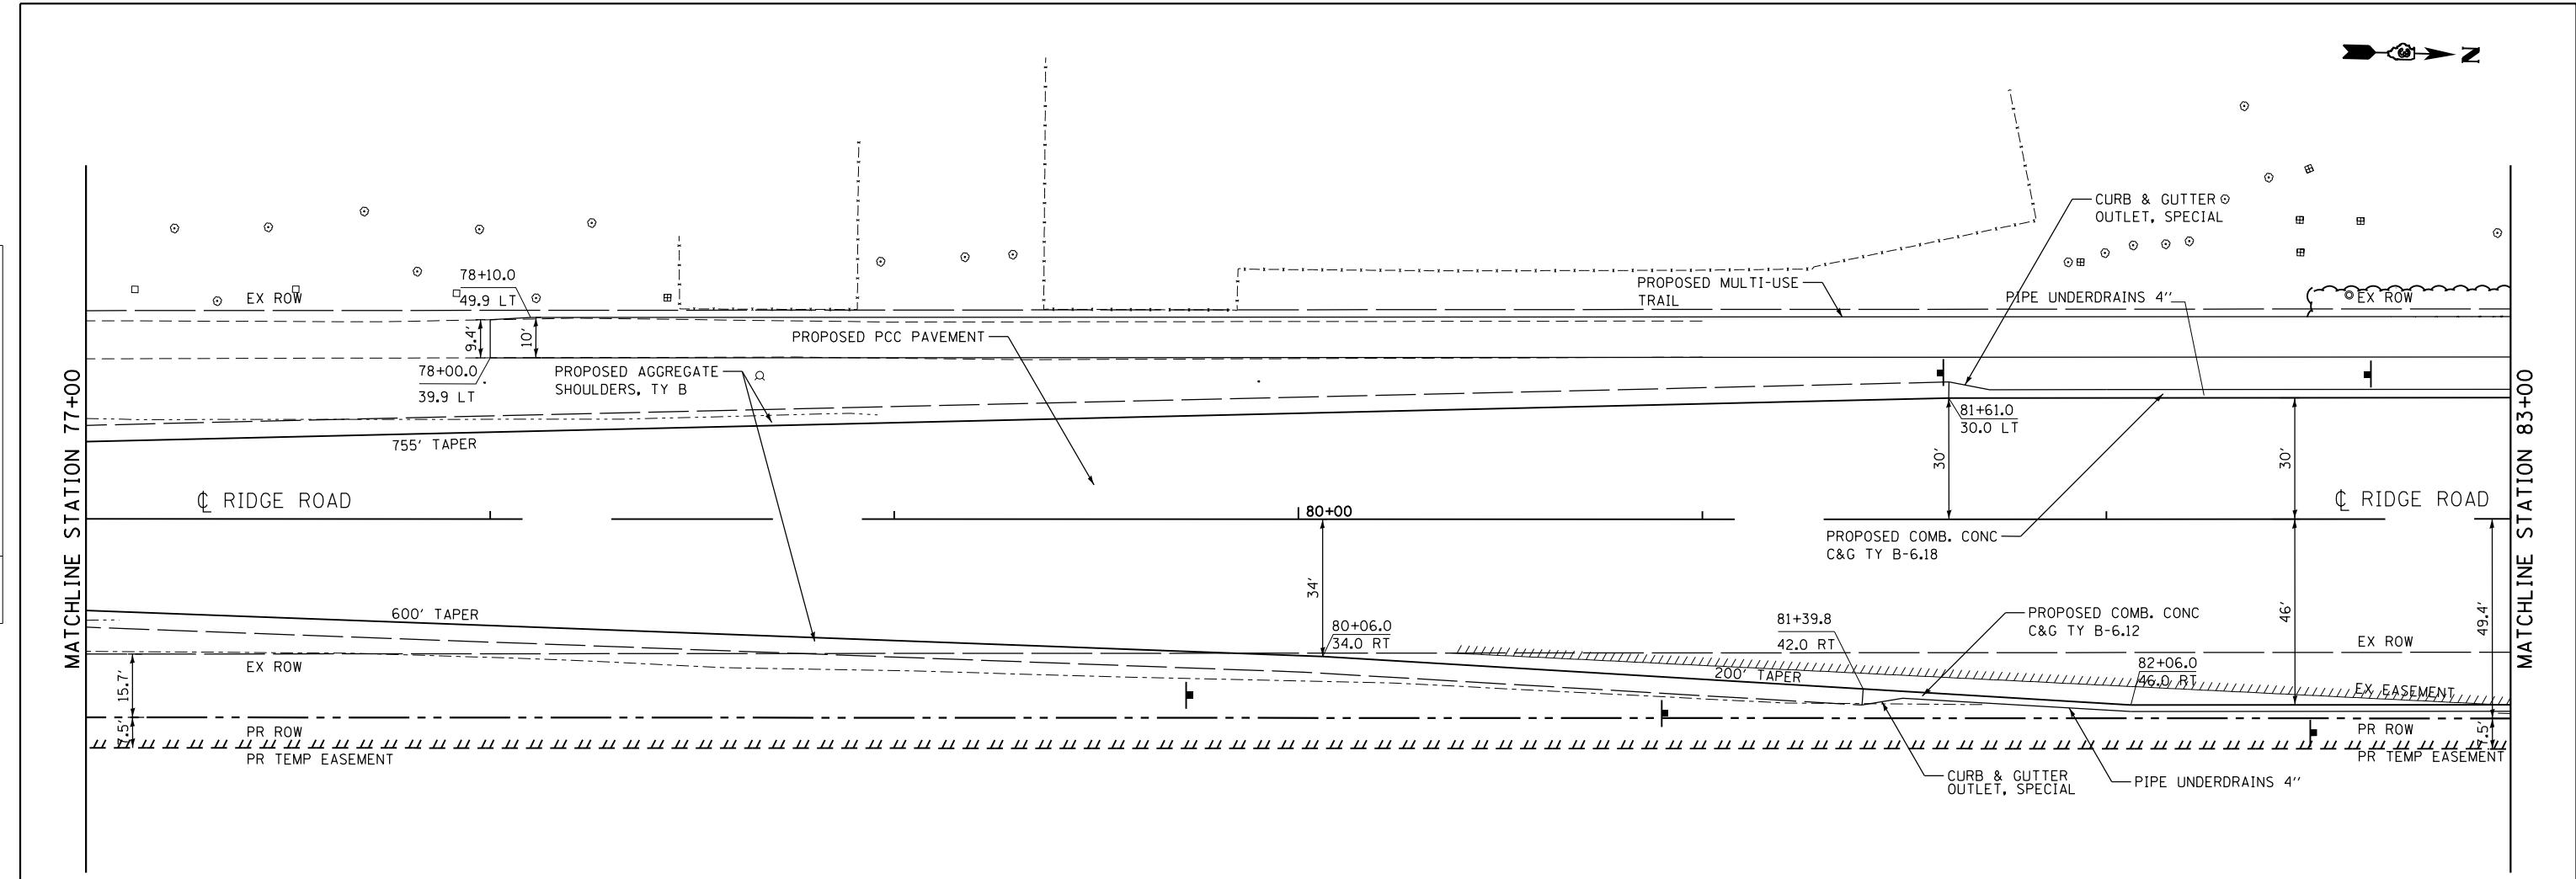 N
CURB & GUTTER
OUTLET, SPECIAL
78+10.0
49.9 LT
EX ROW
PROPOSED MULTI-USE
TRAIL
PIPE UNDERDRAINS 4''
EX ROW
9.4'
10'
PROPOSED PCC PAVEMENT
78+00.0
39.9 LT
PROPOSED AGGREGATE
SHOULDERS, TY B
81+61.0
30.0 LT
755' TAPER
30'
30'
MATCHLINE STATION 77+00
MATCHLINE STATION 83+00
℄ RIDGE ROAD
℄ RIDGE ROAD
80+00
PROPOSED COMB. CONC
C&G TY B-6.18
34'
600' TAPER
80+06.0
34.0 RT
81+39.8
42.0 RT
PROPOSED COMB. CONC
C&G TY B-6.12
46'
49.4'
EX ROW
EX ROW
15.7'
200' TAPER
82+06.0
46.0 RT
EX EASEMENT
7.5'
PR ROW
PR ROW
7.5'
PR TEMP EASEMENT
PR TEMP EASEMENT
CURB & GUTTER
OUTLET, SPECIAL
PIPE UNDERDRAINS 4''